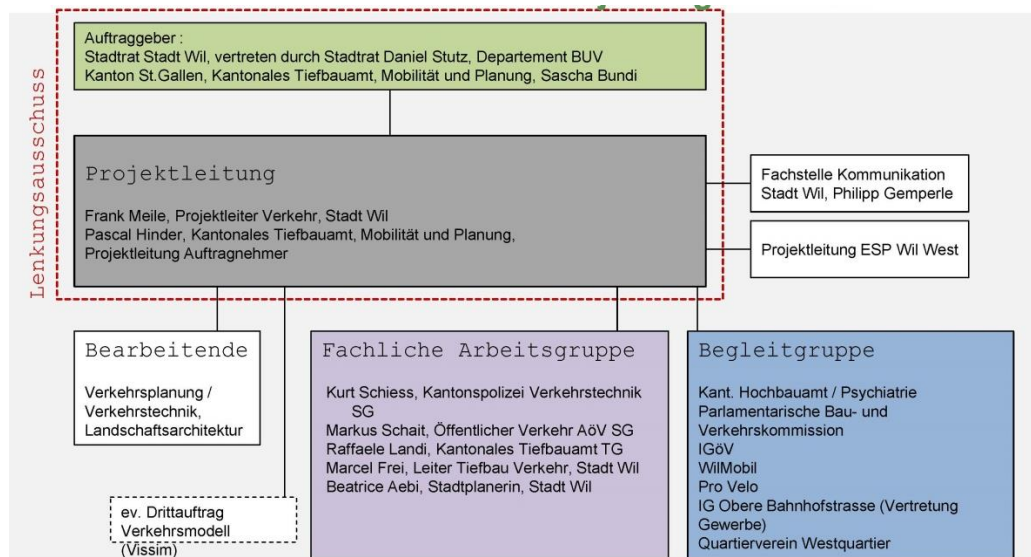 Lenkungsausschuss
Auftraggeber :
Stadtrat Stadt Wil, vertreten durch Stadtrat Daniel Stutz, Departement BUV
Kanton St.Gallen, Kantonales Tiefbauamt, Mobilität und Planung, Sascha Bundi
Projektleitung
Frank Meile, Projektleiter Verkehr, Stadt Wil
Pascal Hinder, Kantonales Tiefbauamt, Mobilität und Planung,
Projektleitung Auftragnehmer
Fachstelle Kommunikation
Stadt Wil, Philipp Gemperle
Projektleitung ESP Wil West
Bearbeitende
Verkehrsplanung /
Verkehrstechnik,
Landschaftsarchitektur
ev. Drittauftrag
Verkehrsmodell
(Vissim)
Fachliche Arbeitsgruppe
Kurt Schiess, Kantonspolizei Verkehrstechnik
SG
Markus Schait, Öffentlicher Verkehr AöV SG
Raffaele Landi, Kantonales Tiefbauamt TG
Marcel Frei, Leiter Tiefbau Verkehr, Stadt Wil
Beatrice Aebi, Stadtplanerin, Stadt Wil
Begleitgruppe
Kant. Hochbauamt / Psychiatrie
Parlamentarische Bau- und
Verkehrskommission
IGöV
WilMobil
Pro Velo
IG Obere Bahnhofstrasse (Vertretung
Gewerbe)
Quartierverein Westquartier